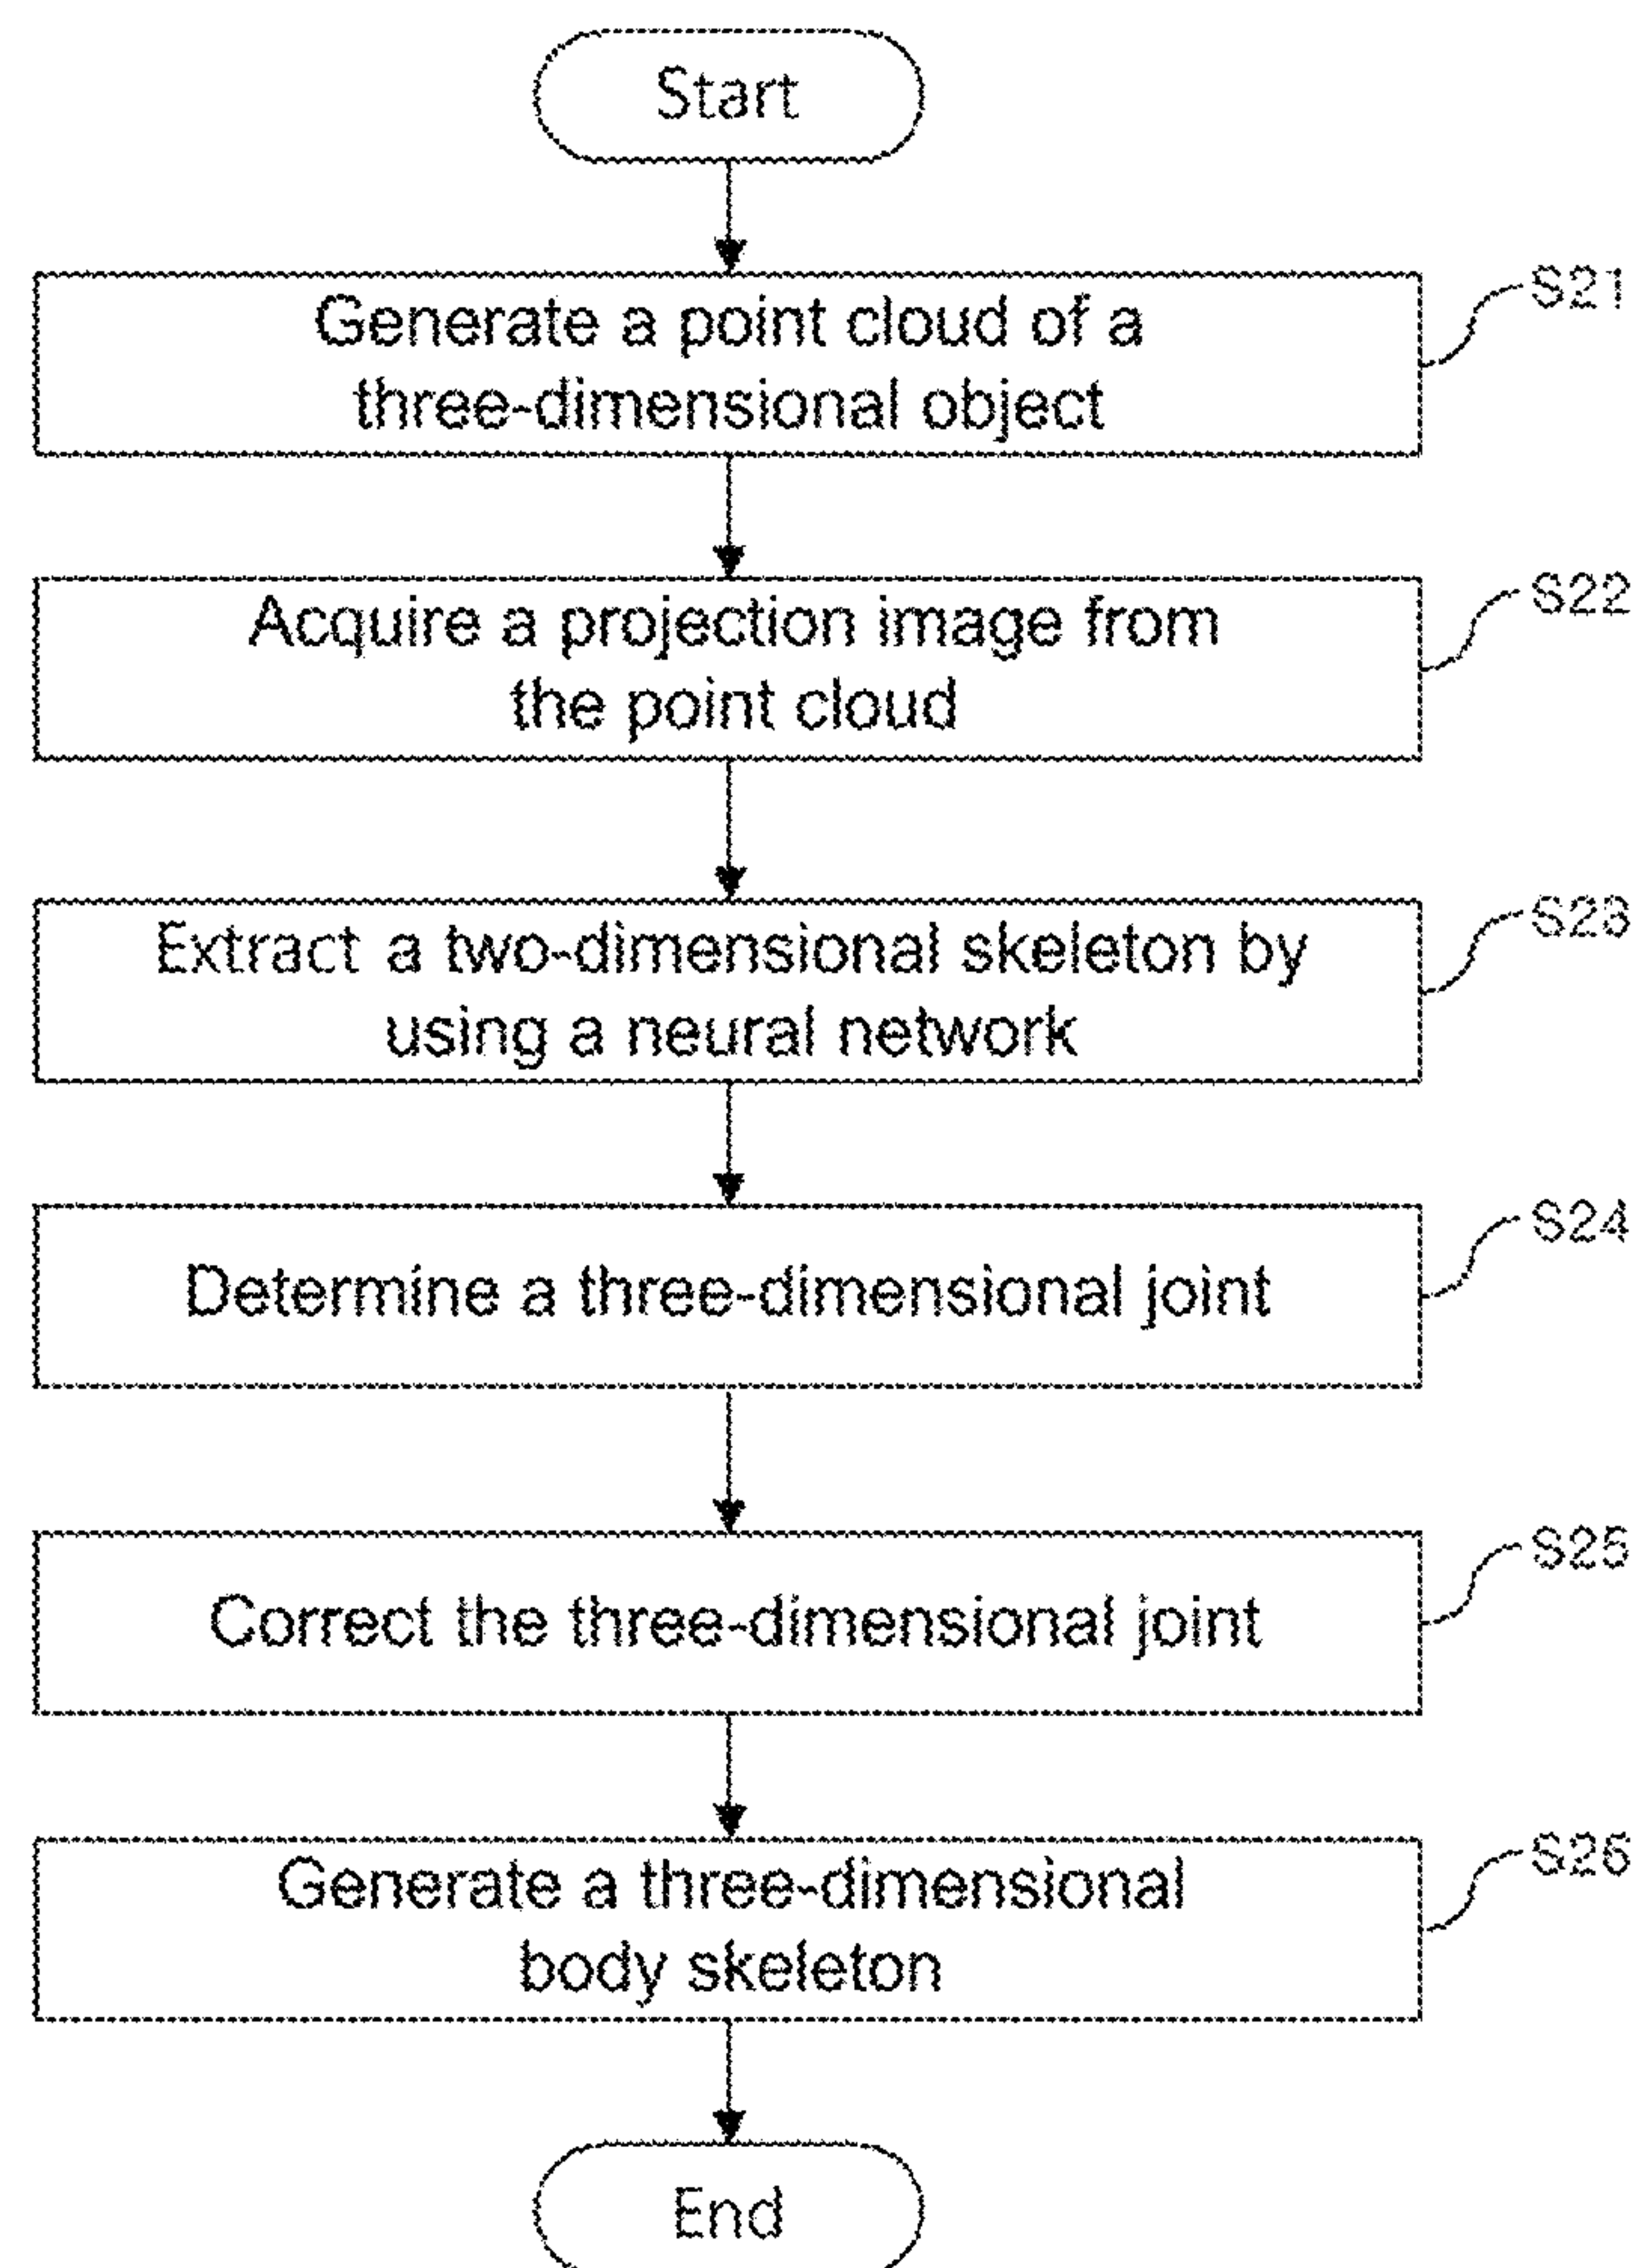 Start
Generate a point cloud of a
three-dimensional object
S21
Acquire a projection image from
the point cloud
S22
Extract a two-dimensional skeleton by
using a neural network
S23
Determine a three-dimensional joint
S24
Correct the three-dimensional joint
S25
Generate a three-dimensional
body skeleton
S26
End